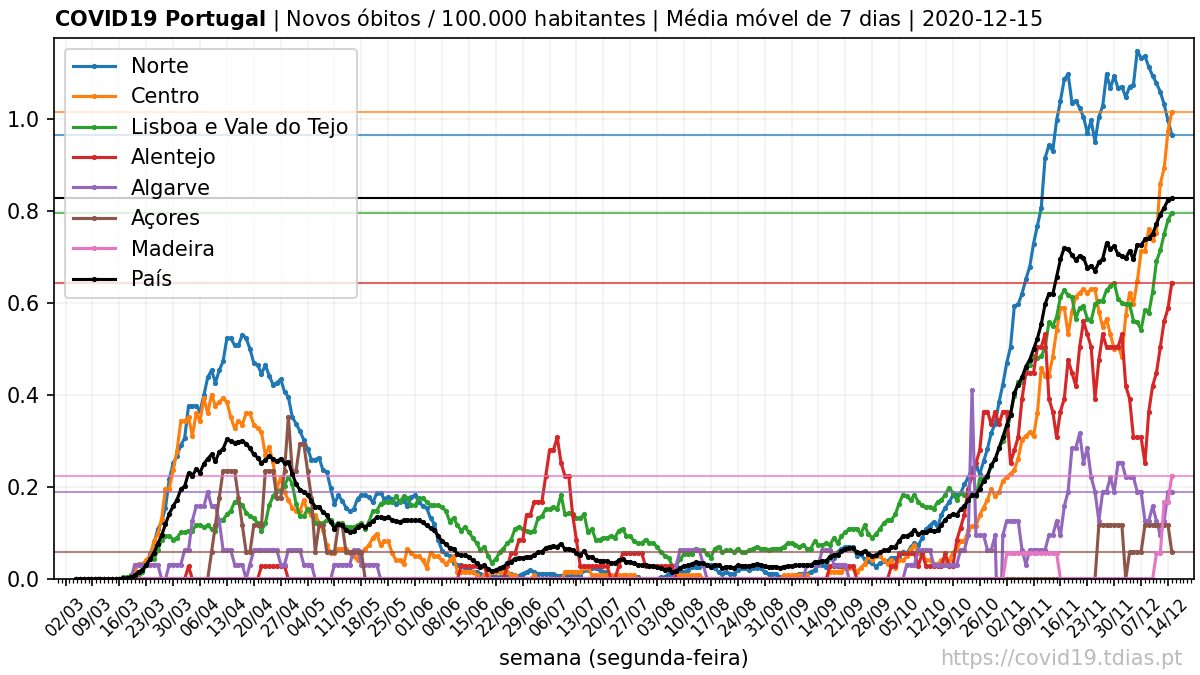 COVID19 Portugal | Novos óbitos / 100.000 habitantes | Média móvel de 7 dias | 2020-12-15
Norte
Centro
Lisboa e Vale do Tejo
Alentejo
Algarve
Açores
Madeira
País
1.0
0.8
0.6
0.4
0.2
0.0
02/03 09/03 16/03 23/03 30/03 06/04 13/04 20/04 27/04 04/05 11/05 18/05 25/05 01/06 08/06 15/06 22/06 29/06 06/07 13/07 20/07 27/07 03/08 10/08 17/08 24/08 31/08 07/09 14/09 21/09 28/09 05/10 12/10 19/10 26/10 02/11 09/11 16/11 23/11 30/11 07/12 14/12
semana (segunda-feira)
https://covid19.tdias.pt